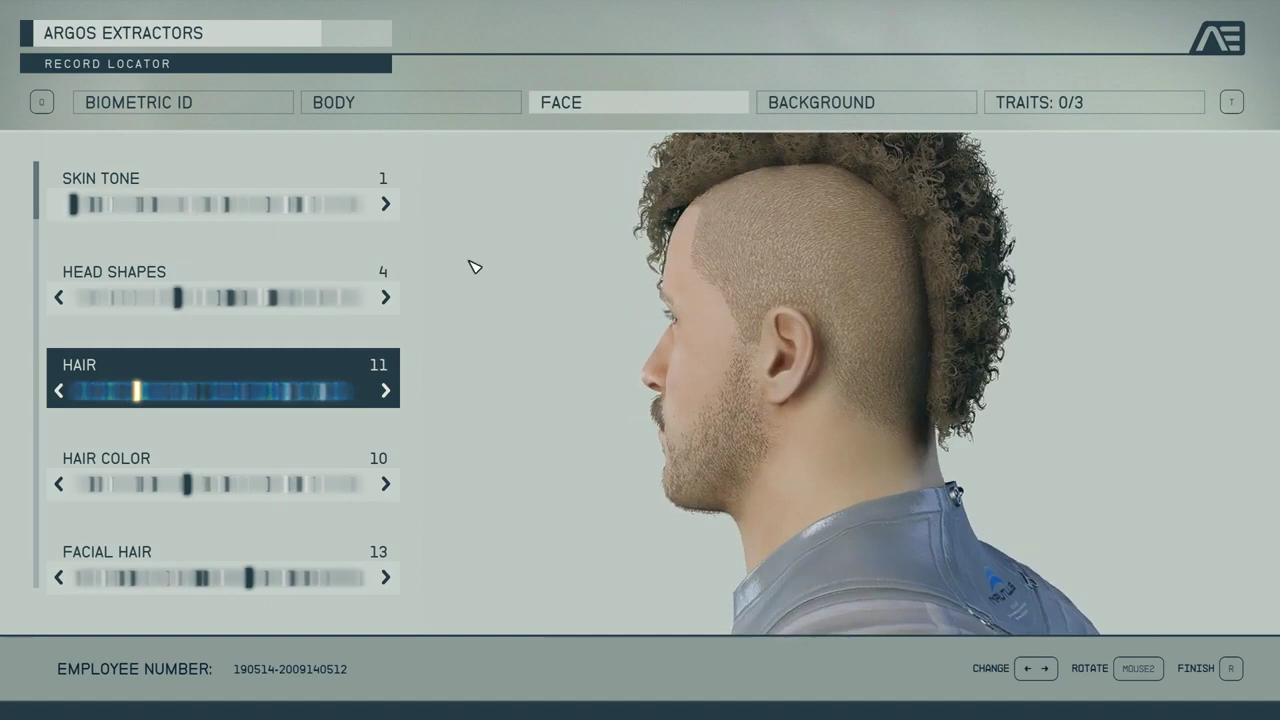 ARGOS EXTRACTORS
AE
RECORD LOCATOR
Q
BIOMETRIC ID
BODY
FACE
BACKGROUND
TRAITS: 0/3
T
SKIN TONE 1
HEAD SHAPES 4
HAIR 11
HAIR COLOR 10
FACIAL HAIR 13
EMPLOYEE NUMBER: 190514-2009140512
CHANGE
ROTATE MOUSE2
FINISH R